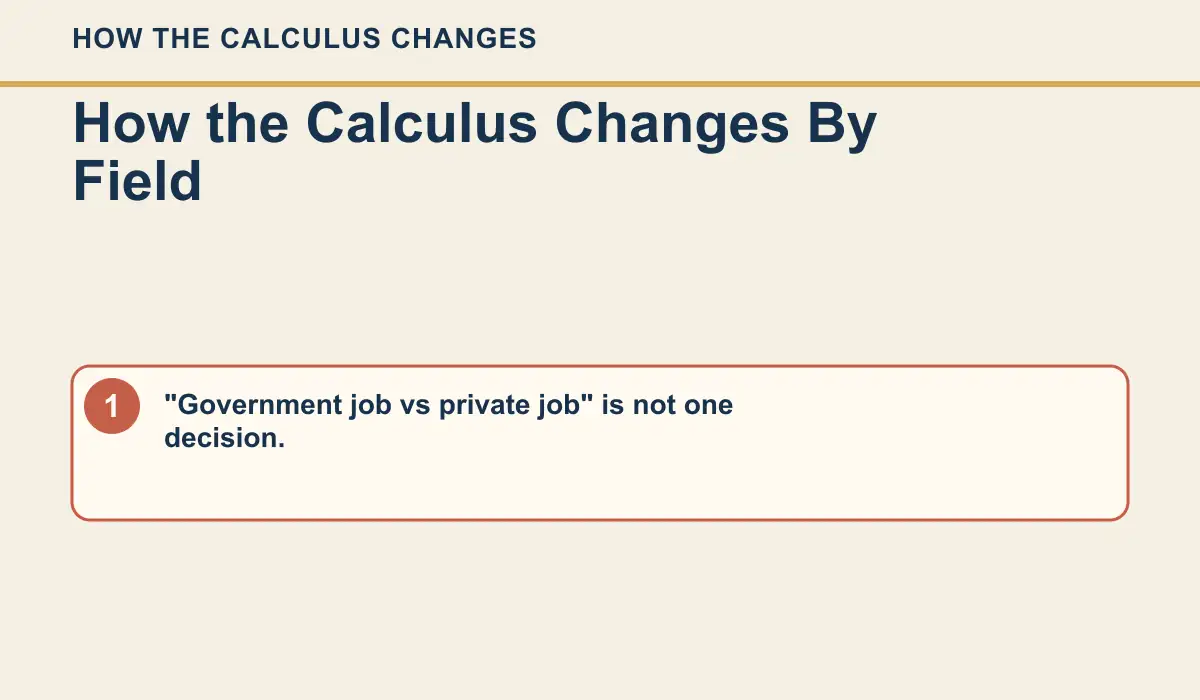 HOW THE CALCULUS CHANGES
How the Calculus Changes By
Field
1
"Government job vs private job" is not one
decision.